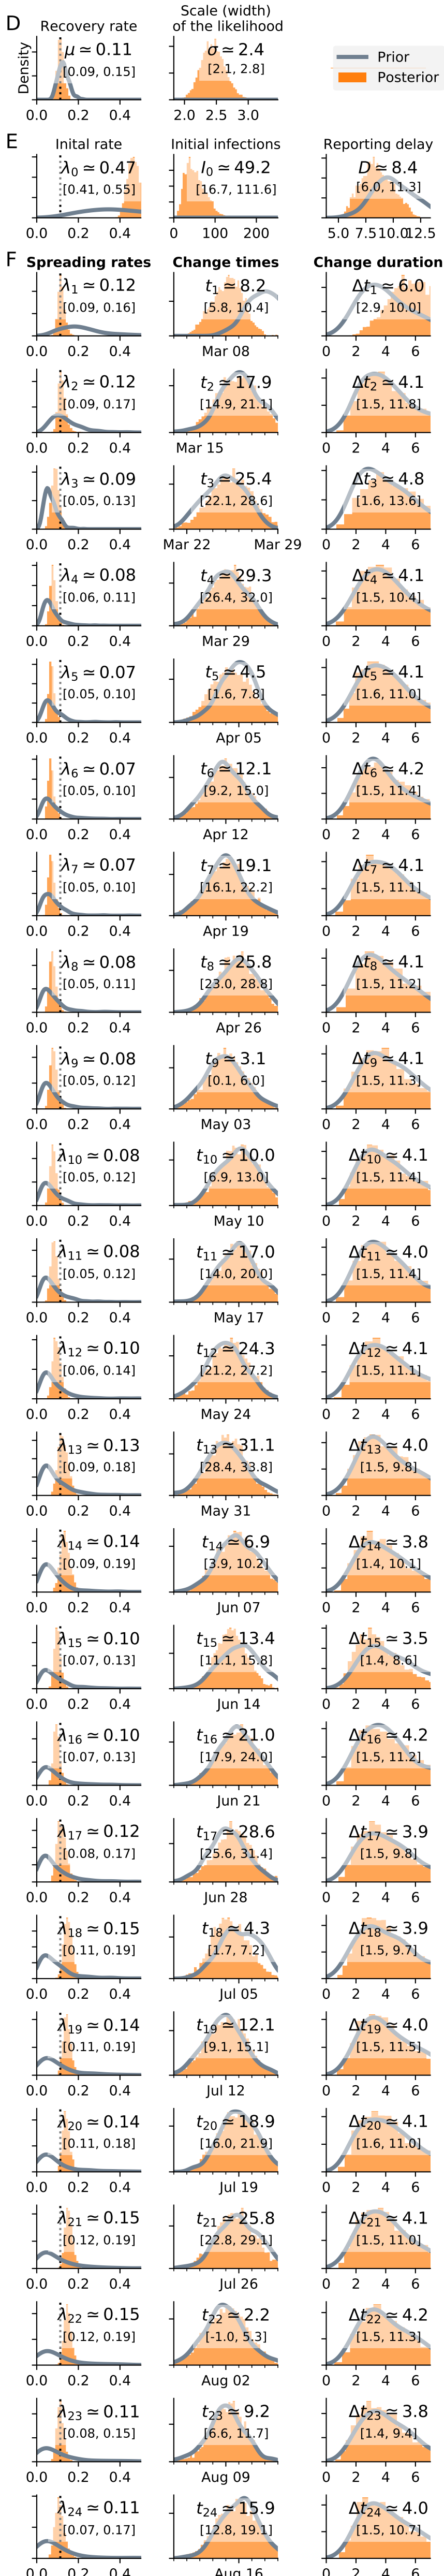 D
Recovery rate
Scale (width)
of the likelihood
Density
μ ≃ 0.11
[0.09, 0.15]
σ ≃ 2.4
[2.1, 2.8]
Prior
Posterior
0.0 0.2 0.4
2.0 2.5 3.0
E
Inital rate
Initial infections
Reporting delay
λ0 ≃ 0.47
[0.41, 0.55]
I0 ≃ 49.2
[16.7, 111.6]
D ≃ 8.4
[6.0, 11.3]
0.0 0.2 0.4
0 100 200
5.0 7.5 10.0 12.5
F
Spreading rates
Change times
Change duration
λ1 ≃ 0.12
[0.09, 0.16]
t1 ≃ 8.2
[5.8, 10.4]
Δt1 ≃ 6.0
[2.9, 10.0]
0.0 0.2 0.4
Mar 08
0 2 4 6
λ2 ≃ 0.12
[0.09, 0.17]
t2 ≃ 17.9
[14.9, 21.1]
Δt2 ≃ 4.1
[1.5, 11.8]
0.0 0.2 0.4
Mar 15
0 2 4 6
λ3 ≃ 0.09
[0.05, 0.13]
t3 ≃ 25.4
[22.1, 28.6]
Δt3 ≃ 4.8
[1.6, 13.6]
0.0 0.2 0.4
Mar 22 Mar 29
0 2 4 6
λ4 ≃ 0.08
[0.06, 0.11]
t4 ≃ 29.3
[26.4, 32.0]
Δt4 ≃ 4.1
[1.5, 10.4]
0.0 0.2 0.4
Mar 29
0 2 4 6
λ5 ≃ 0.07
[0.05, 0.10]
t5 ≃ 4.5
[1.6, 7.8]
Δt5 ≃ 4.1
[1.6, 11.0]
0.0 0.2 0.4
Apr 05
0 2 4 6
λ6 ≃ 0.07
[0.05, 0.10]
t6 ≃ 12.1
[9.2, 15.0]
Δt6 ≃ 4.2
[1.5, 11.4]
0.0 0.2 0.4
Apr 12
0 2 4 6
λ7 ≃ 0.07
[0.05, 0.10]
t7 ≃ 19.1
[16.1, 22.2]
Δt7 ≃ 4.1
[1.5, 11.1]
0.0 0.2 0.4
Apr 19
0 2 4 6
λ8 ≃ 0.08
[0.05, 0.11]
t8 ≃ 25.8
[23.0, 28.8]
Δt8 ≃ 4.1
[1.5, 11.2]
0.0 0.2 0.4
Apr 26
0 2 4 6
λ9 ≃ 0.08
[0.05, 0.12]
t9 ≃ 3.1
[0.1, 6.0]
Δt9 ≃ 4.1
[1.5, 11.3]
0.0 0.2 0.4
May 03
0 2 4 6
λ10 ≃ 0.08
[0.05, 0.12]
t10 ≃ 10.0
[6.9, 13.0]
Δt10 ≃ 4.1
[1.5, 11.4]
0.0 0.2 0.4
May 10
0 2 4 6
λ11 ≃ 0.08
[0.05, 0.12]
t11 ≃ 17.0
[14.0, 20.0]
Δt11 ≃ 4.0
[1.5, 11.4]
0.0 0.2 0.4
May 17
0 2 4 6
λ12 ≃ 0.10
[0.06, 0.14]
t12 ≃ 24.3
[21.2, 27.2]
Δt12 ≃ 4.1
[1.5, 11.1]
0.0 0.2 0.4
May 24
0 2 4 6
λ13 ≃ 0.13
[0.09, 0.18]
t13 ≃ 31.1
[28.4, 33.8]
Δt13 ≃ 4.0
[1.5, 9.8]
0.0 0.2 0.4
May 31
0 2 4 6
λ14 ≃ 0.14
[0.09, 0.19]
t14 ≃ 6.9
[3.9, 10.2]
Δt14 ≃ 3.8
[1.4, 10.1]
0.0 0.2 0.4
Jun 07
0 2 4 6
λ15 ≃ 0.10
[0.07, 0.13]
t15 ≃ 13.4
[11.1, 15.8]
Δt15 ≃ 3.5
[1.4, 8.6]
0.0 0.2 0.4
Jun 14
0 2 4 6
λ16 ≃ 0.10
[0.07, 0.13]
t16 ≃ 21.0
[17.9, 24.0]
Δt16 ≃ 4.2
[1.5, 11.2]
0.0 0.2 0.4
Jun 21
0 2 4 6
λ17 ≃ 0.12
[0.08, 0.17]
t17 ≃ 28.6
[25.6, 31.4]
Δt17 ≃ 3.9
[1.5, 9.8]
0.0 0.2 0.4
Jun 28
0 2 4 6
λ18 ≃ 0.15
[0.11, 0.19]
t18 ≃ 4.3
[1.7, 7.2]
Δt18 ≃ 3.9
[1.5, 9.7]
0.0 0.2 0.4
Jul 05
0 2 4 6
λ19 ≃ 0.14
[0.11, 0.19]
t19 ≃ 12.1
[9.1, 15.1]
Δt19 ≃ 4.0
[1.5, 11.5]
0.0 0.2 0.4
Jul 12
0 2 4 6
λ20 ≃ 0.14
[0.11, 0.18]
t20 ≃ 18.9
[16.0, 21.9]
Δt20 ≃ 4.1
[1.6, 11.0]
0.0 0.2 0.4
Jul 19
0 2 4 6
λ21 ≃ 0.15
[0.12, 0.19]
t21 ≃ 25.8
[22.8, 29.1]
Δt21 ≃ 4.1
[1.5, 11.0]
0.0 0.2 0.4
Jul 26
0 2 4 6
λ22 ≃ 0.15
[0.12, 0.19]
t22 ≃ 2.2
[-1.0, 5.3]
Δt22 ≃ 4.2
[1.5, 11.3]
0.0 0.2 0.4
Aug 02
0 2 4 6
λ23 ≃ 0.11
[0.08, 0.15]
t23 ≃ 9.2
[6.6, 11.7]
Δt23 ≃ 3.8
[1.4, 9.4]
0.0 0.2 0.4
Aug 09
0 2 4 6
λ24 ≃ 0.11
[0.07, 0.17]
t24 ≃ 15.9
[12.8, 19.1]
Δt24 ≃ 4.0
[1.5, 10.7]
0.0 0.2 0.4
Aug 16
0 2 4 6